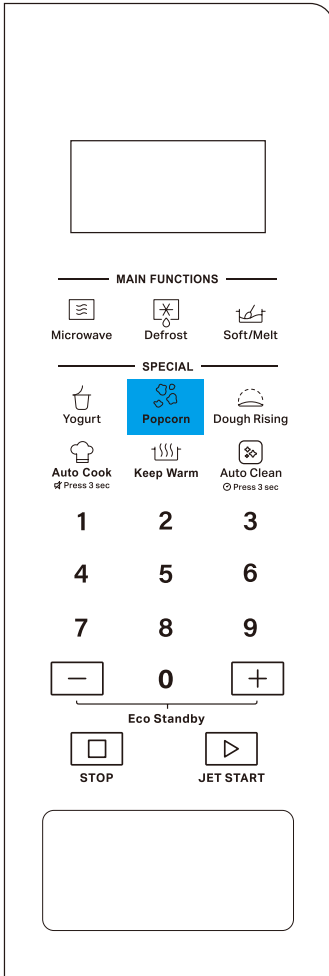 MAIN FUNCTIONS
Microwave Defrost Soft/Melt
SPECIAL
Yogurt Popcorn Dough Rising
Auto Cook Keep Warm Auto Clean
Press 3 sec Press 3 sec
1 2 3
4 5 6
7 8 9
− 0 +
Eco Standby
STOP JET START